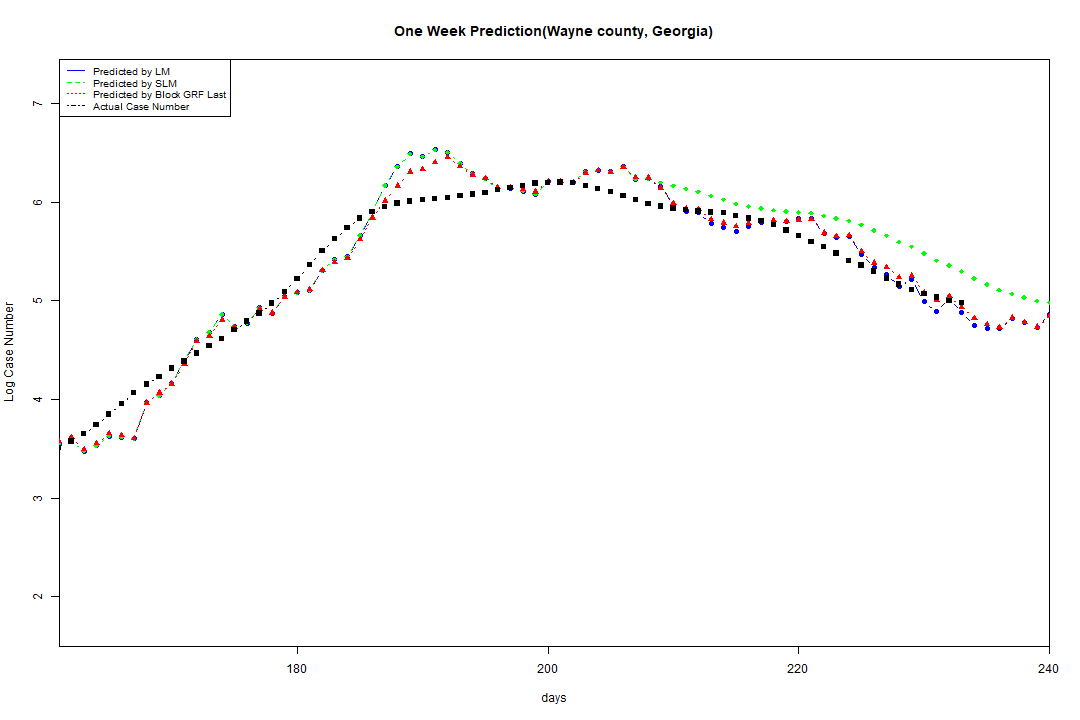 One Week Prediction(Wayne county, Georgia)
Predicted by LM
Predicted by SLM
Predicted by Block GRF Last
Actual Case Number
7
6
5
4
3
2
Log Case Number
180
200
220
240
days